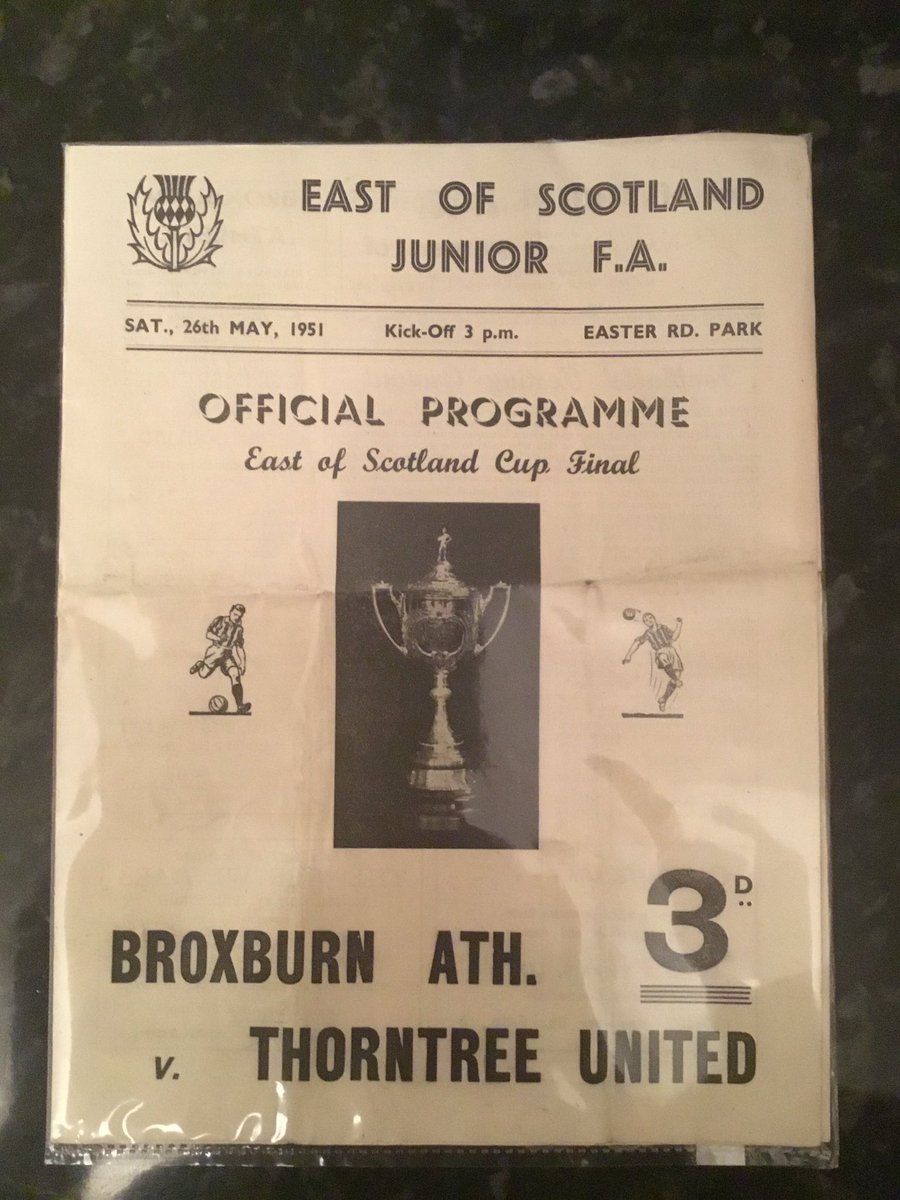 EAST OF SCOTLAND
JUNIOR F.A.
SAT., 26th MAY, 1951 Kick-Off 3 p.m. EASTER RD. PARK
OFFICIAL PROGRAMME
East of Scotland Cup Final
3D
BROXBURN ATH.
v. THORNTREE UNITED